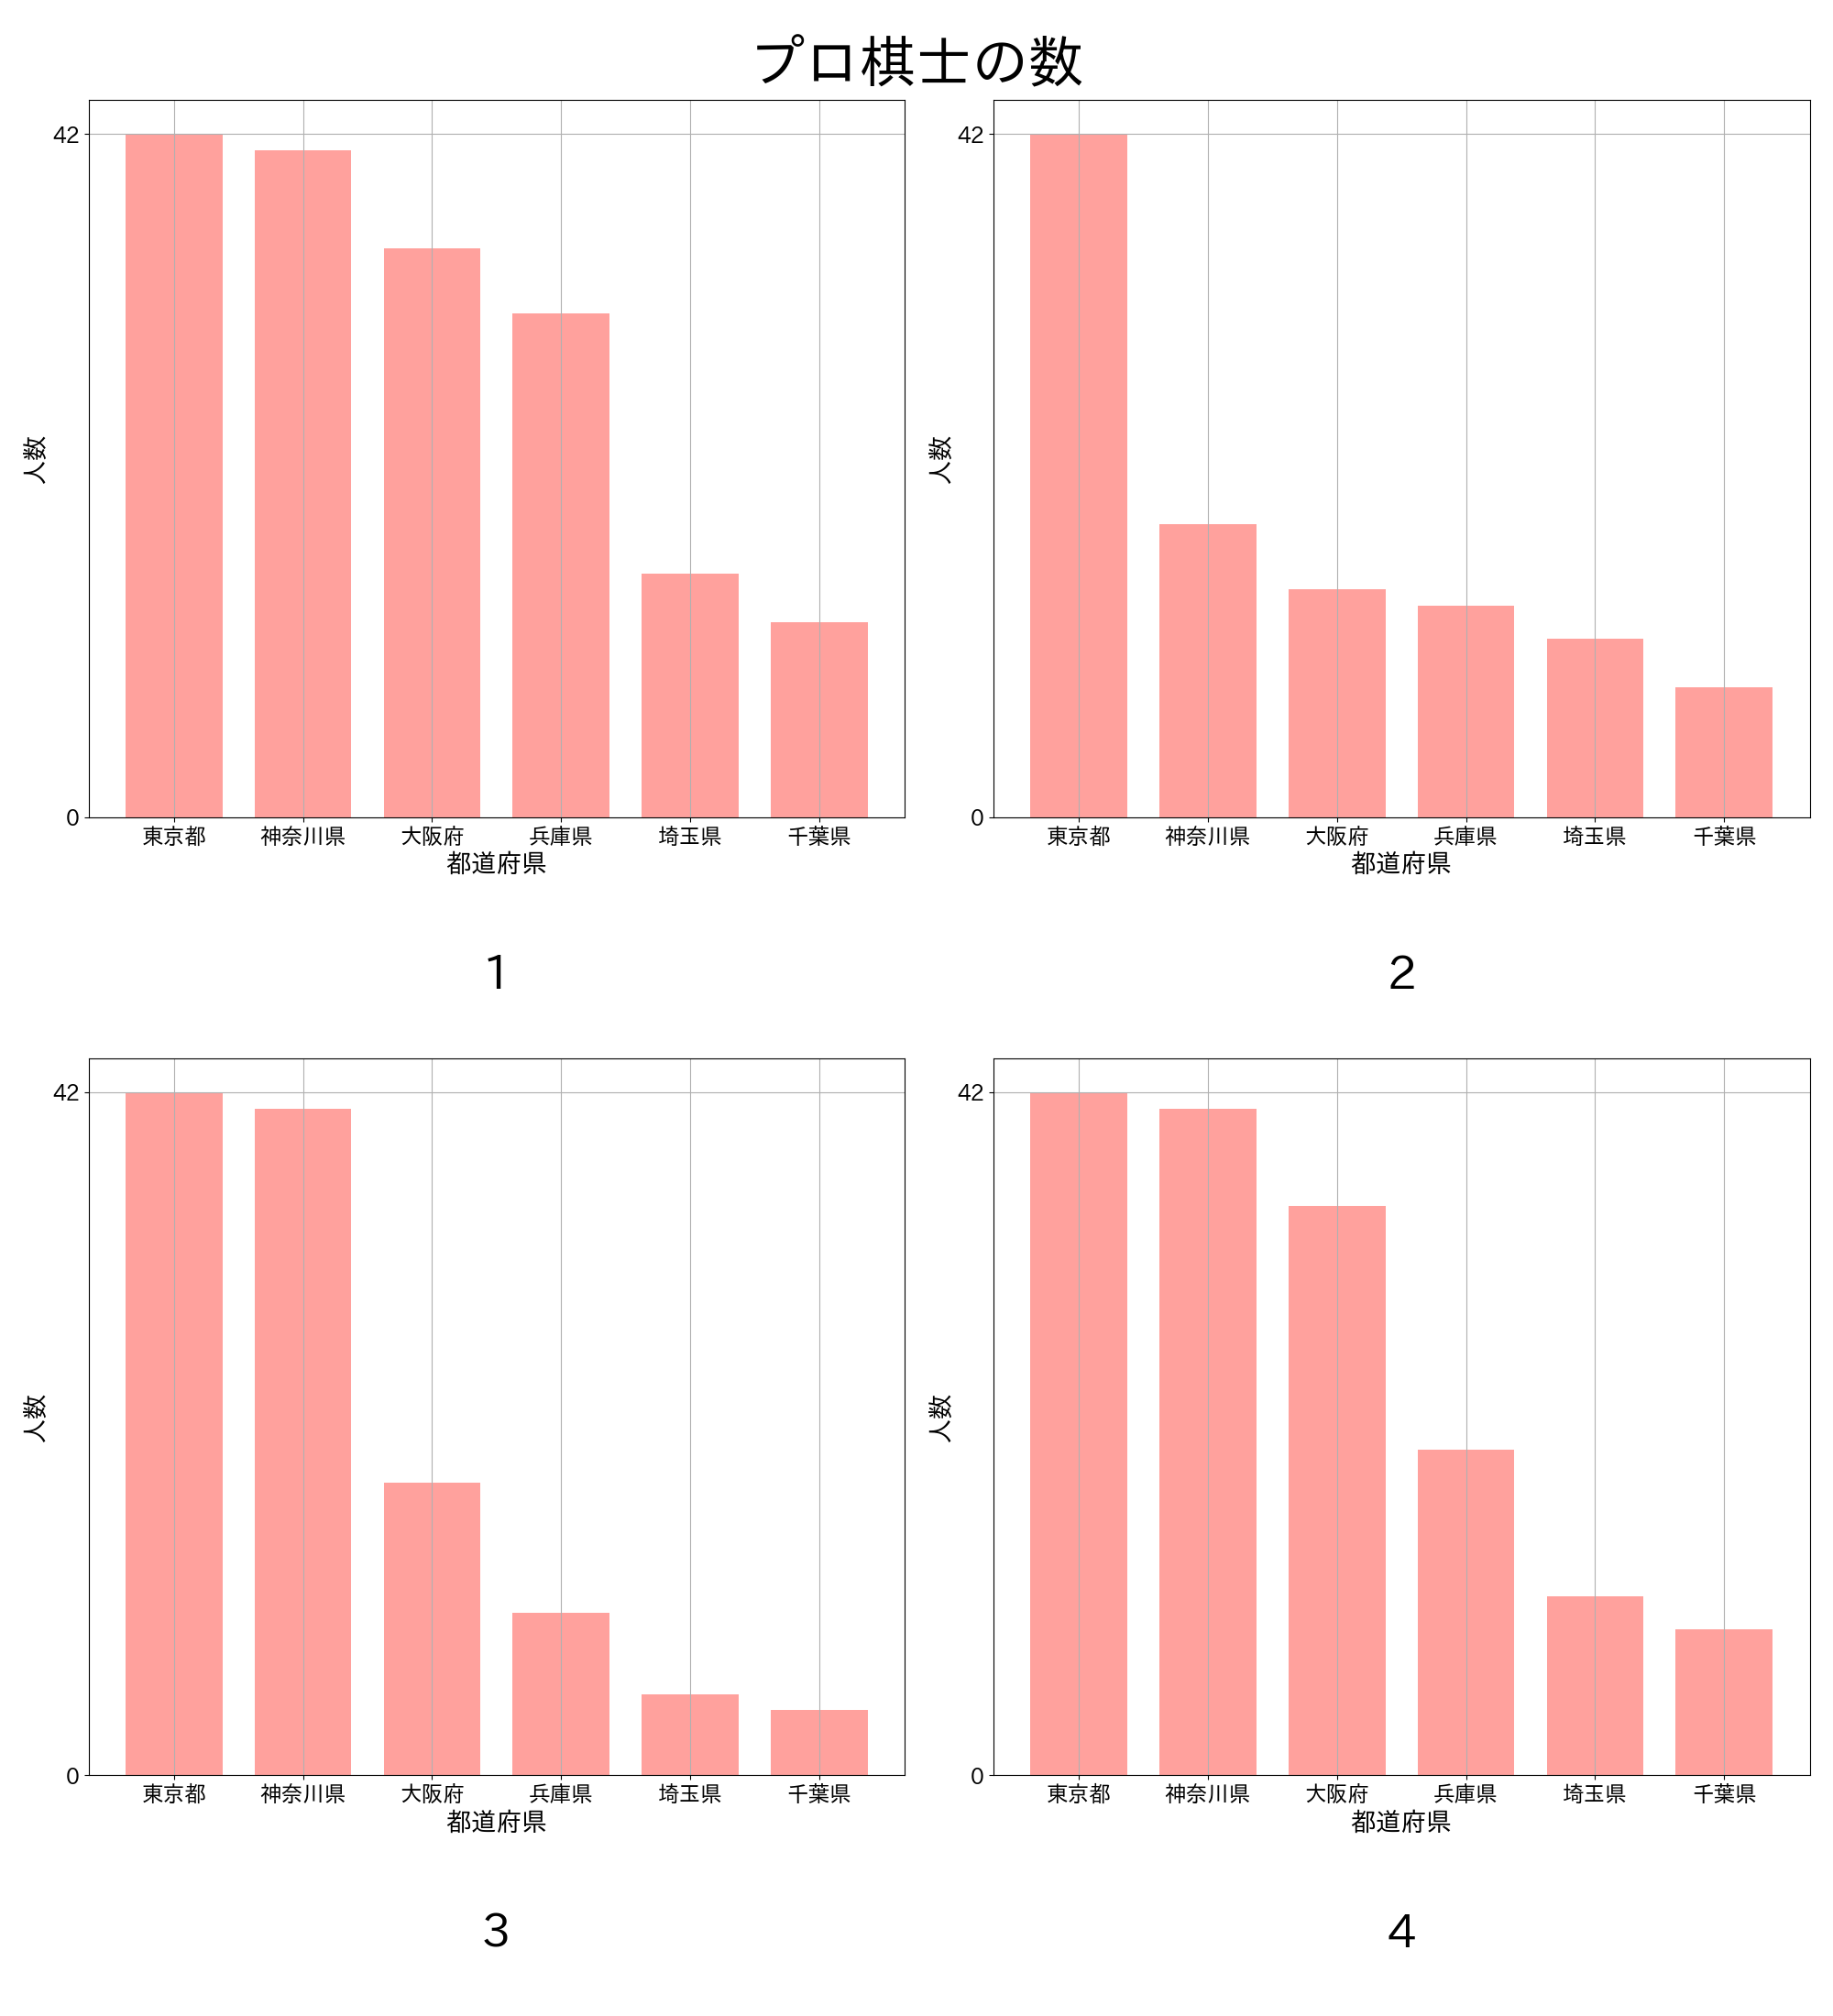 プロ棋士の数
42
0
人数
東京都 神奈川県 大阪府 兵庫県 埼玉県 千葉県
都道府県
1
42
0
人数
東京都 神奈川県 大阪府 兵庫県 埼玉県 千葉県
都道府県
2
42
0
人数
東京都 神奈川県 大阪府 兵庫県 埼玉県 千葉県
都道府県
3
42
0
人数
東京都 神奈川県 大阪府 兵庫県 埼玉県 千葉県
都道府県
4